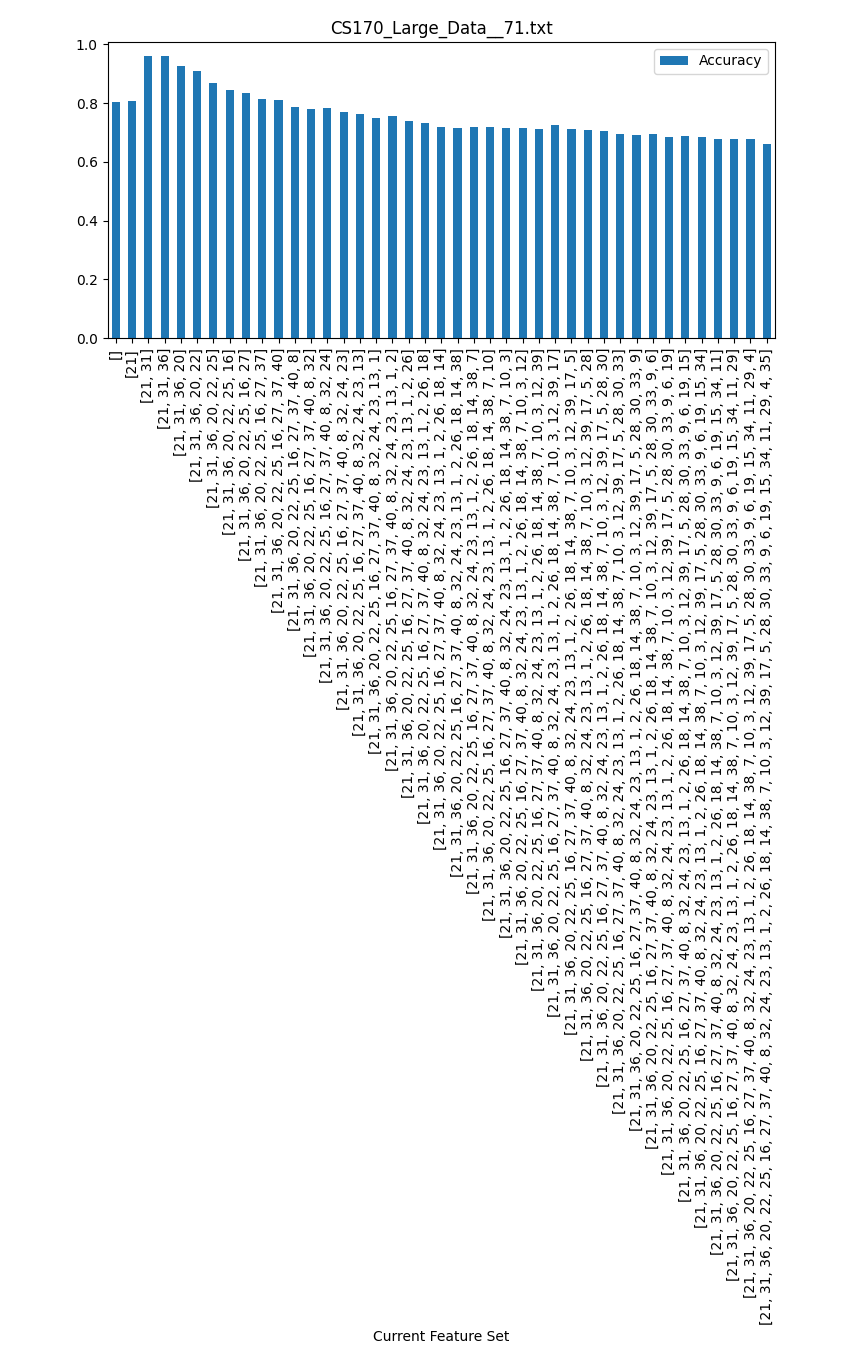 CS170_Large_Data__71.txt
Accuracy
1.0
0.8
0.6
0.4
0.2
0.0
[]
[21]
[21, 31]
[21, 31, 36]
[21, 31, 36, 20]
[21, 31, 36, 20, 22]
[21, 31, 36, 20, 22, 25]
[21, 31, 36, 20, 22, 25, 16]
[21, 31, 36, 20, 22, 25, 16, 27]
[21, 31, 36, 20, 22, 25, 16, 27, 37]
[21, 31, 36, 20, 22, 25, 16, 27, 37, 40]
[21, 31, 36, 20, 22, 25, 16, 27, 37, 40, 8]
[21, 31, 36, 20, 22, 25, 16, 27, 37, 40, 8, 32]
[21, 31, 36, 20, 22, 25, 16, 27, 37, 40, 8, 32, 24]
[21, 31, 36, 20, 22, 25, 16, 27, 37, 40, 8, 32, 24, 23]
[21, 31, 36, 20, 22, 25, 16, 27, 37, 40, 8, 32, 24, 23, 13]
[21, 31, 36, 20, 22, 25, 16, 27, 37, 40, 8, 32, 24, 23, 13, 1]
[21, 31, 36, 20, 22, 25, 16, 27, 37, 40, 8, 32, 24, 23, 13, 1, 2]
[21, 31, 36, 20, 22, 25, 16, 27, 37, 40, 8, 32, 24, 23, 13, 1, 2, 26]
[21, 31, 36, 20, 22, 25, 16, 27, 37, 40, 8, 32, 24, 23, 13, 1, 2, 26, 18]
[21, 31, 36, 20, 22, 25, 16, 27, 37, 40, 8, 32, 24, 23, 13, 1, 2, 26, 18, 14]
[21, 31, 36, 20, 22, 25, 16, 27, 37, 40, 8, 32, 24, 23, 13, 1, 2, 26, 18, 14, 38]
[21, 31, 36, 20, 22, 25, 16, 27, 37, 40, 8, 32, 24, 23, 13, 1, 2, 26, 18, 14, 38, 7]
[21, 31, 36, 20, 22, 25, 16, 27, 37, 40, 8, 32, 24, 23, 13, 1, 2, 26, 18, 14, 38, 7, 10]
[21, 31, 36, 20, 22, 25, 16, 27, 37, 40, 8, 32, 24, 23, 13, 1, 2, 26, 18, 14, 38, 7, 10, 3]
[21, 31, 36, 20, 22, 25, 16, 27, 37, 40, 8, 32, 24, 23, 13, 1, 2, 26, 18, 14, 38, 7, 10, 3, 12]
[21, 31, 36, 20, 22, 25, 16, 27, 37, 40, 8, 32, 24, 23, 13, 1, 2, 26, 18, 14, 38, 7, 10, 3, 12, 39]
[21, 31, 36, 20, 22, 25, 16, 27, 37, 40, 8, 32, 24, 23, 13, 1, 2, 26, 18, 14, 38, 7, 10, 3, 12, 39, 17]
[21, 31, 36, 20, 22, 25, 16, 27, 37, 40, 8, 32, 24, 23, 13, 1, 2, 26, 18, 14, 38, 7, 10, 3, 12, 39, 17, 5]
[21, 31, 36, 20, 22, 25, 16, 27, 37, 40, 8, 32, 24, 23, 13, 1, 2, 26, 18, 14, 38, 7, 10, 3, 12, 39, 17, 5, 28]
[21, 31, 36, 20, 22, 25, 16, 27, 37, 40, 8, 32, 24, 23, 13, 1, 2, 26, 18, 14, 38, 7, 10, 3, 12, 39, 17, 5, 28, 30]
[21, 31, 36, 20, 22, 25, 16, 27, 37, 40, 8, 32, 24, 23, 13, 1, 2, 26, 18, 14, 38, 7, 10, 3, 12, 39, 17, 5, 28, 30, 33]
[21, 31, 36, 20, 22, 25, 16, 27, 37, 40, 8, 32, 24, 23, 13, 1, 2, 26, 18, 14, 38, 7, 10, 3, 12, 39, 17, 5, 28, 30, 33, 9]
[21, 31, 36, 20, 22, 25, 16, 27, 37, 40, 8, 32, 24, 23, 13, 1, 2, 26, 18, 14, 38, 7, 10, 3, 12, 39, 17, 5, 28, 30, 33, 9, 6]
[21, 31, 36, 20, 22, 25, 16, 27, 37, 40, 8, 32, 24, 23, 13, 1, 2, 26, 18, 14, 38, 7, 10, 3, 12, 39, 17, 5, 28, 30, 33, 9, 6, 19]
[21, 31, 36, 20, 22, 25, 16, 27, 37, 40, 8, 32, 24, 23, 13, 1, 2, 26, 18, 14, 38, 7, 10, 3, 12, 39, 17, 5, 28, 30, 33, 9, 6, 19, 15]
[21, 31, 36, 20, 22, 25, 16, 27, 37, 40, 8, 32, 24, 23, 13, 1, 2, 26, 18, 14, 38, 7, 10, 3, 12, 39, 17, 5, 28, 30, 33, 9, 6, 19, 15, 34]
[21, 31, 36, 20, 22, 25, 16, 27, 37, 40, 8, 32, 24, 23, 13, 1, 2, 26, 18, 14, 38, 7, 10, 3, 12, 39, 17, 5, 28, 30, 33, 9, 6, 19, 15, 34, 11]
[21, 31, 36, 20, 22, 25, 16, 27, 37, 40, 8, 32, 24, 23, 13, 1, 2, 26, 18, 14, 38, 7, 10, 3, 12, 39, 17, 5, 28, 30, 33, 9, 6, 19, 15, 34, 11, 29]
[21, 31, 36, 20, 22, 25, 16, 27, 37, 40, 8, 32, 24, 23, 13, 1, 2, 26, 18, 14, 38, 7, 10, 3, 12, 39, 17, 5, 28, 30, 33, 9, 6, 19, 15, 34, 11, 29, 4]
[21, 31, 36, 20, 22, 25, 16, 27, 37, 40, 8, 32, 24, 23, 13, 1, 2, 26, 18, 14, 38, 7, 10, 3, 12, 39, 17, 5, 28, 30, 33, 9, 6, 19, 15, 34, 11, 29, 4, 35]
Current Feature Set